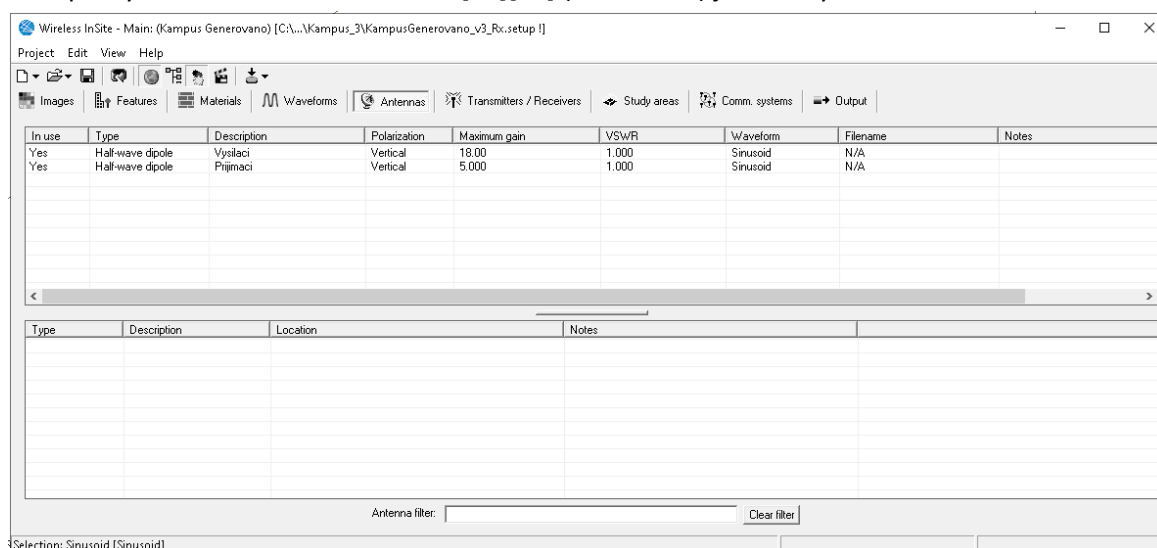 Wireless InSite - Main: (Kampus Generovano) [C:\...\Kampus_3\KampusGenerovano_v3_Rx.setup !]
Project Edit View Help
Images Features Materials Waveforms Antennas Transmitters / Receivers Study areas Comm. systems Output
In use Type Description Polarization Maximum gain VSWR Waveform Filename Notes
Yes Half-wave dipole Vysilaci Vertical 18.00 1.000 Sinusoid N/A
Yes Half-wave dipole Prijimaci Vertical 5.000 1.000 Sinusoid N/A
Type Description Location Notes
Antenna filter: Clear filter
Selection: Sinusoid [Sinusoid]